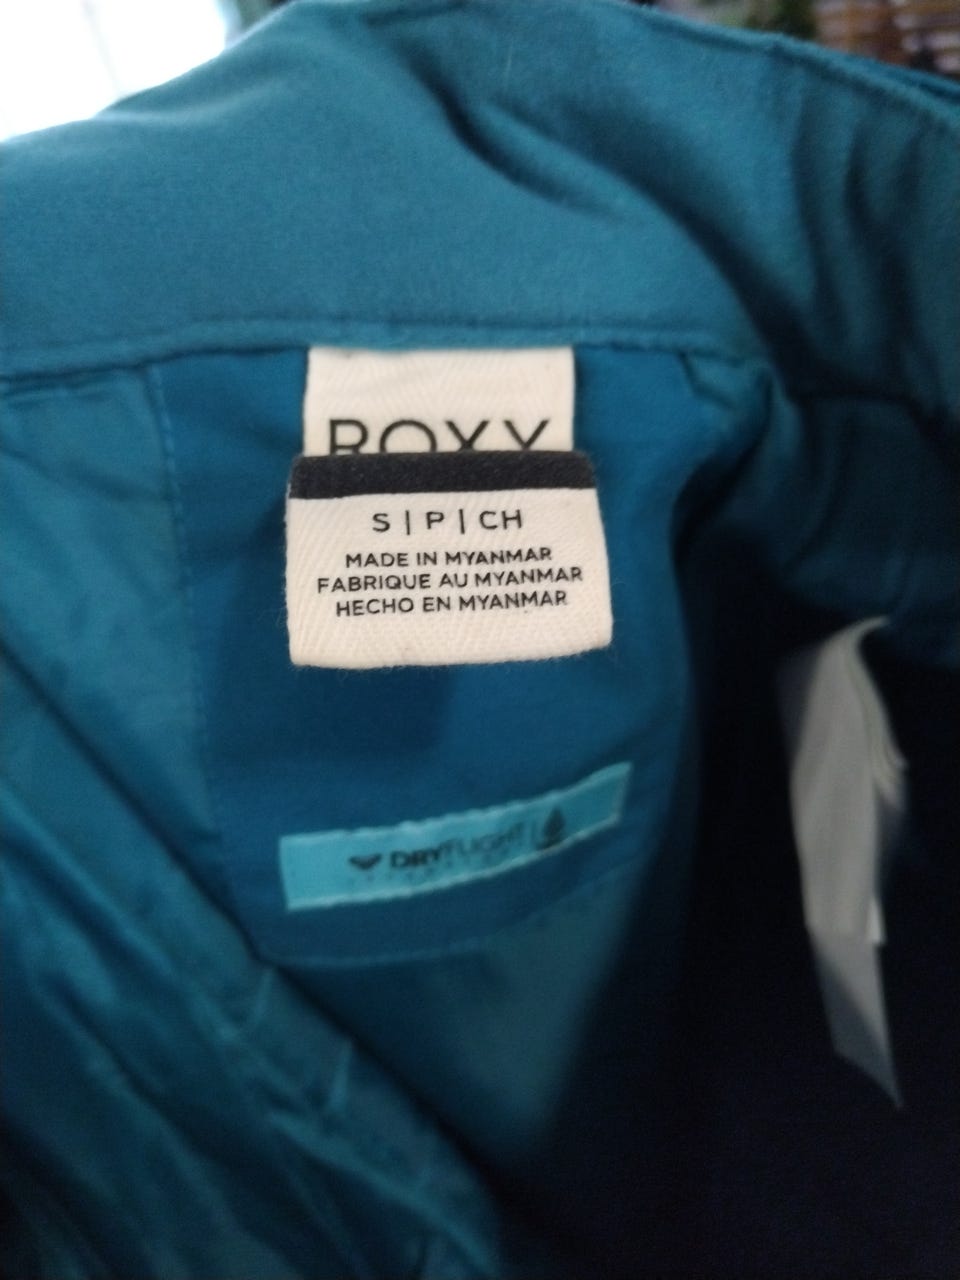 ROXY
S | P | CH
MADE IN MYANMAR
FABRIQUE AU MYANMAR
HECHO EN MYANMAR
DRYFLIGHT